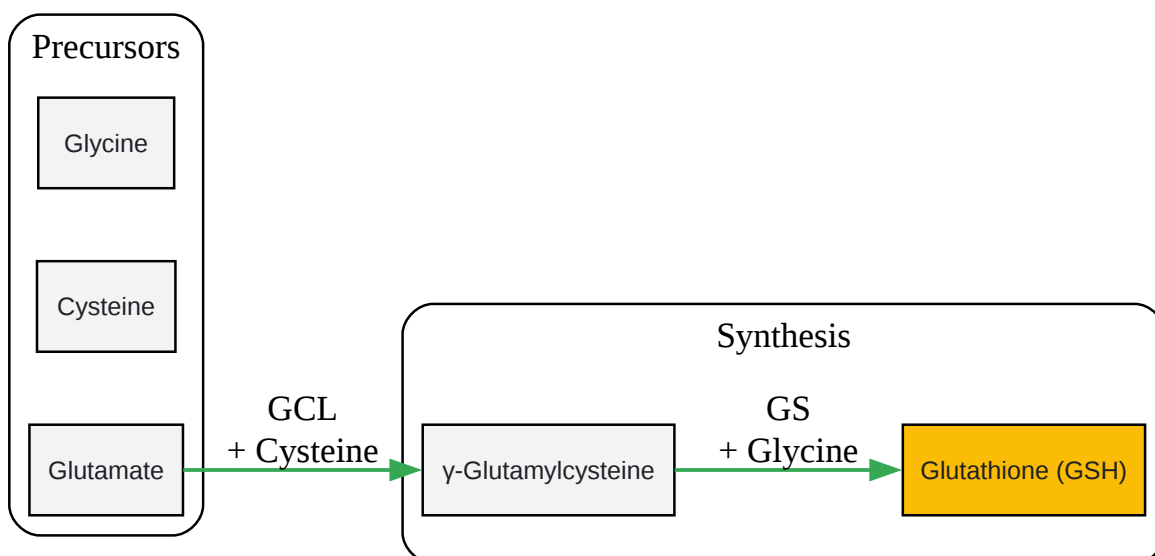 Precursors
Glycine
Cysteine
Glutamate
GCL
+ Cysteine
Synthesis
γ-Glutamylcysteine
GS
+ Glycine
Glutathione (GSH)